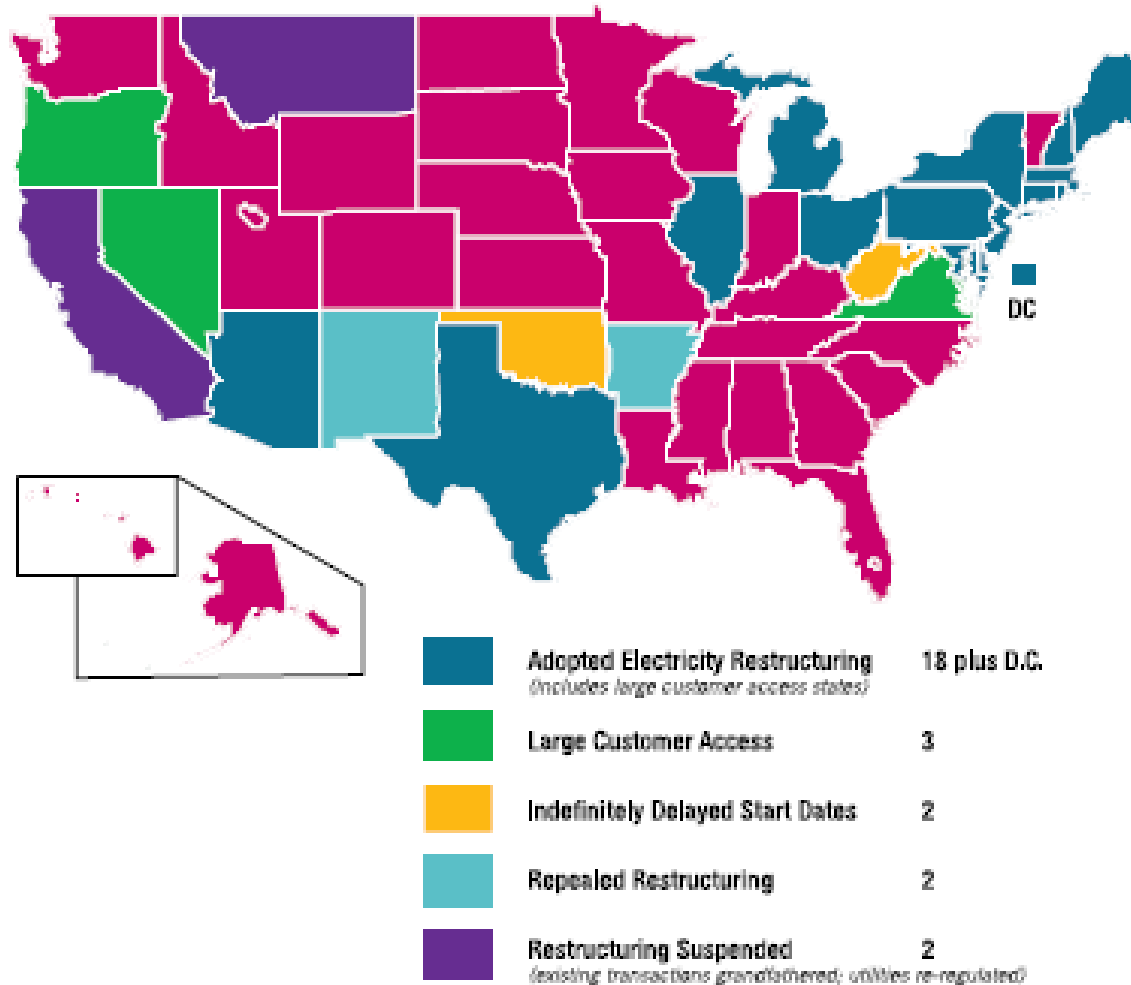 DC
Adopted Electricity Restructuring 18 plus D.C.
(includes large customer access states)
Large Customer Access 3
Indefinitely Delayed Start Dates 2
Repealed Restructuring 2
Restructuring Suspended 2
(existing transactions grandfathered; utilities re-regulated)